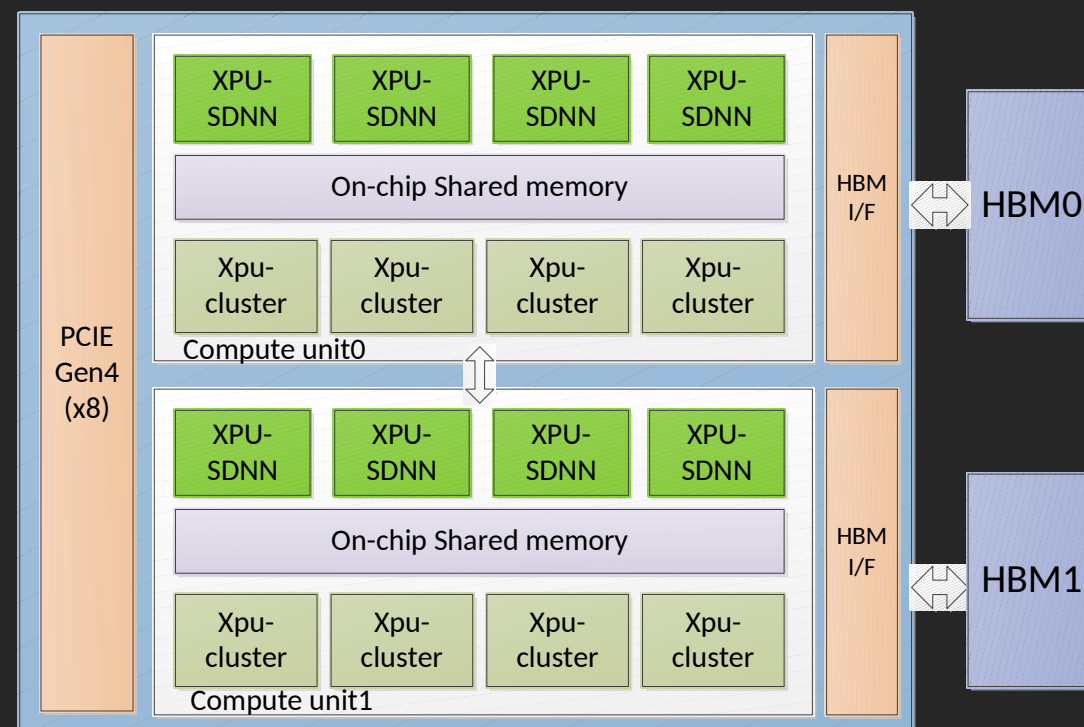 XPU-
SDNN
XPU-
SDNN
XPU-
SDNN
XPU-
SDNN
On-chip Shared memory
Xpu-
cluster
Xpu-
cluster
Xpu-
cluster
Xpu-
cluster
Compute unit0
PCIE
Gen4
(x8)
HBM
I/F
HBM0
XPU-
SDNN
XPU-
SDNN
XPU-
SDNN
XPU-
SDNN
On-chip Shared memory
Xpu-
cluster
Xpu-
cluster
Xpu-
cluster
Xpu-
cluster
Compute unit1
HBM
I/F
HBM1